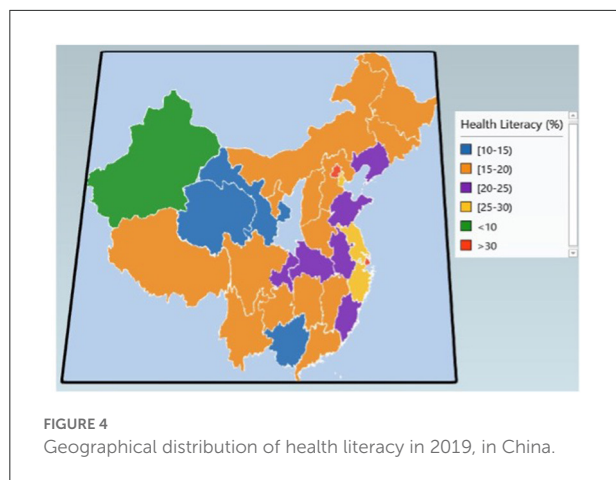 Health Literacy (%)
[10-15)
[15-20)
[20-25)
[25-30)
<10
>30
FIGURE 4
Geographical distribution of health literacy in 2019, in China.